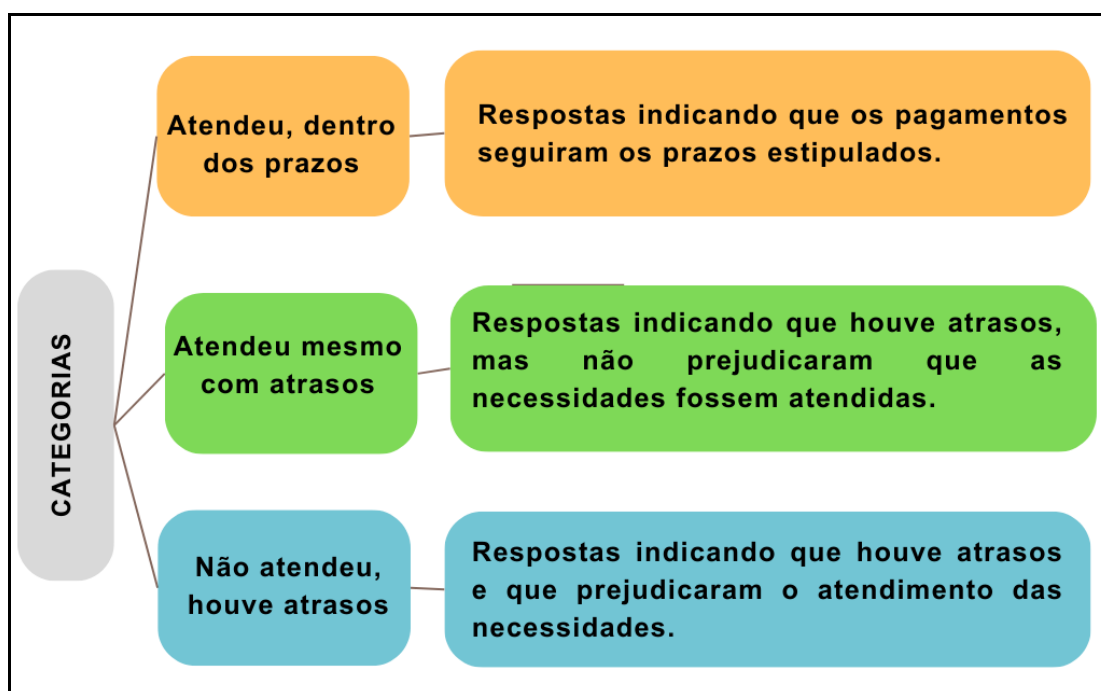 CATEGORIAS
Atendeu, dentro
dos prazos
Respostas indicando que os pagamentos
seguiram os prazos estipulados.
Atendeu mesmo
com atrasos
Respostas indicando que houve atrasos,
mas não prejudicaram que as
necessidades fossem atendidas.
Não atendeu,
houve atrasos
Respostas indicando que houve atrasos
e que prejudicaram o atendimento das
necessidades.